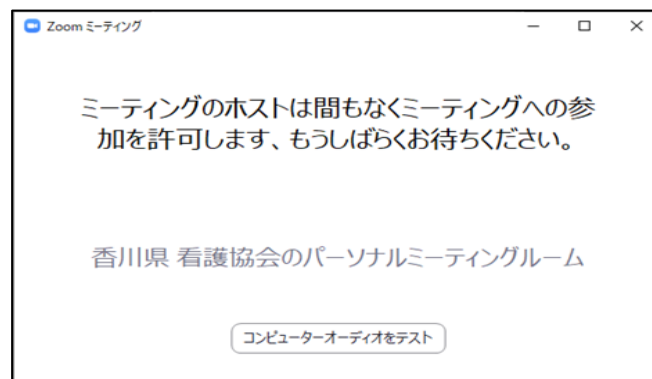 Zoom ミーティング
ミーティングのホストは間もなくミーティングへの参
加を許可します、もうしばらくお待ちください。
香川県 看護協会のパーソナルミーティングルーム
コンピューターオーディオをテスト